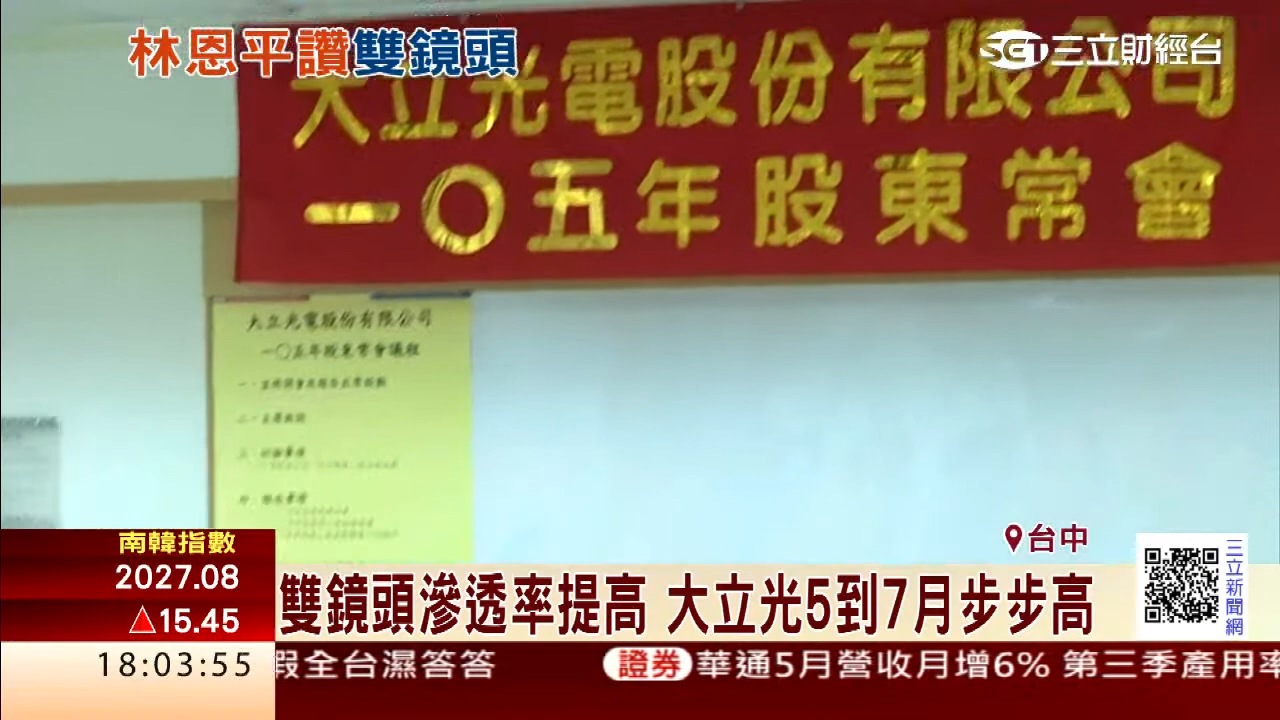 林恩平讚雙鏡頭
SET 三立財經台
大立光電股份有限公司
一〇五年股東常會
大立光電股份有限公司
一〇五年股東常會議程
台中
南韓指數
2027.08
△15.45
雙鏡頭滲透率提高 大立光5到7月步步高
三立新聞網
18:03:55
假全台濕答答 證券 華通5月營收月增6% 第三季產用率